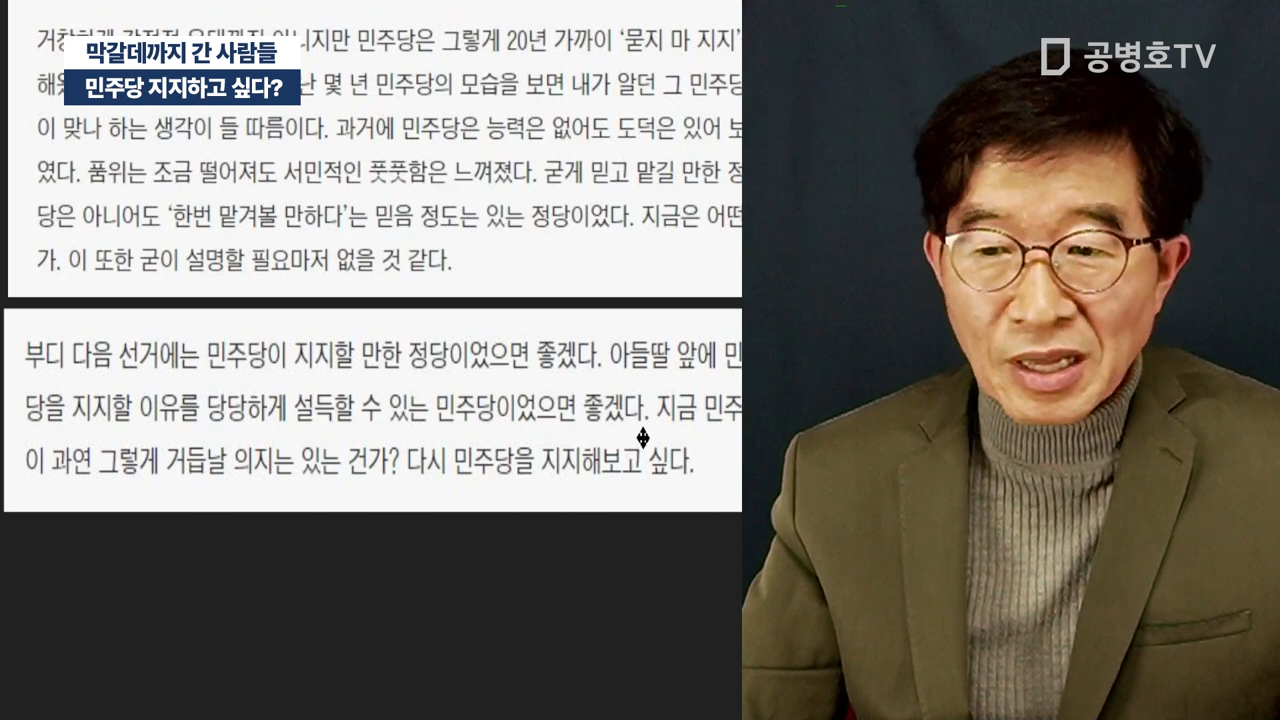 막갈데까지 간 사람들
민주당 지지하고 싶다?
공병호TV
니지만 민주당은 그렇게 20년 가까이 ‘묻지 마 지지’
난 몇 년 민주당의 모습을 보면 내가 알던 그 민주당
이 맞나 하는 생각이 들 따름이다. 과거에 민주당은 능력은 없어도 도덕은 있어 보
였다. 품위는 조금 떨어져도 서민적인 풋풋함은 느껴졌다. 굳게 믿고 맡길 만한 정
당은 아니어도 ‘한번 맡겨볼 만하다’는 믿음 정도는 있는 정당이었다. 지금은 어떤
가. 이 또한 굳이 설명할 필요마저 없을 것 같다.
부디 다음 선거에는 민주당이 지지할 만한 정당이었으면 좋겠다. 아들딸 앞에 민
당을 지지할 이유를 당당하게 설득할 수 있는 민주당이었으면 좋겠다. 지금 민주
이 과연 그렇게 거듭날 의지는 있는 건가? 다시 민주당을 지지해보고 싶다.